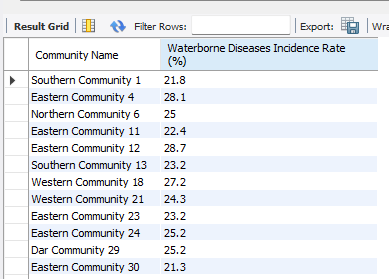 Result Grid Filter Rows: Export: Wra
Community Name Waterborne Diseases Incidence Rate
(%)
Southern Community 1 21.8
Eastern Community 4 28.1
Northern Community 6 25
Eastern Community 11 22.4
Eastern Community 12 28.7
Southern Community 13 23.2
Western Community 18 27.2
Western Community 21 24.3
Eastern Community 23 23.2
Eastern Community 24 25.2
Dar Community 29 25.2
Eastern Community 30 21.3